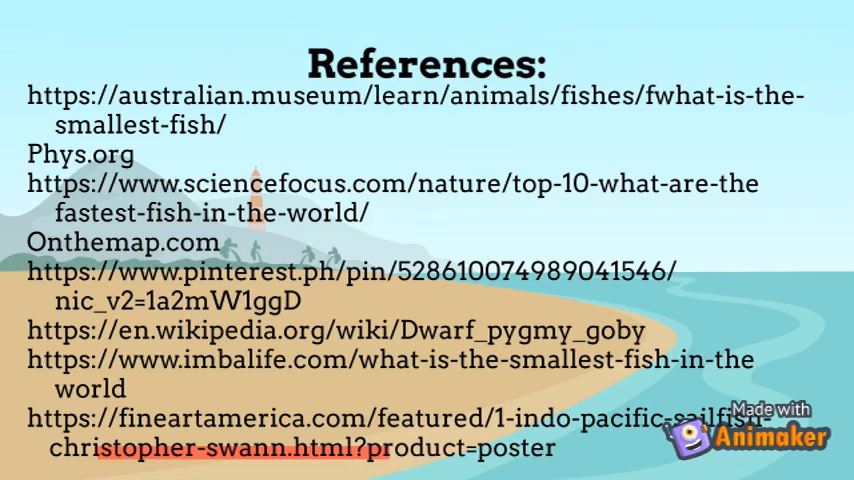 References:
https://australian.museum/learn/animals/fishes/fwhat-is-the-
smallest-fish/
Phys.org
https://www.sciencefocus.com/nature/top-10-what-are-the
fastest-fish-in-the-world/
Onthemap.com
https://www.pinterest.ph/pin/528610074989041546/
nic_v2=1a2mW1ggD
https://en.wikipedia.org/wiki/Dwarf_pygmy_goby
https://www.imbalife.com/what-is-the-smallest-fish-in-the
world
https://fineartamerica.com/featured/1-indo-pacific-sailfish-
christopher-swann.html?product=poster
Made with
Animaker